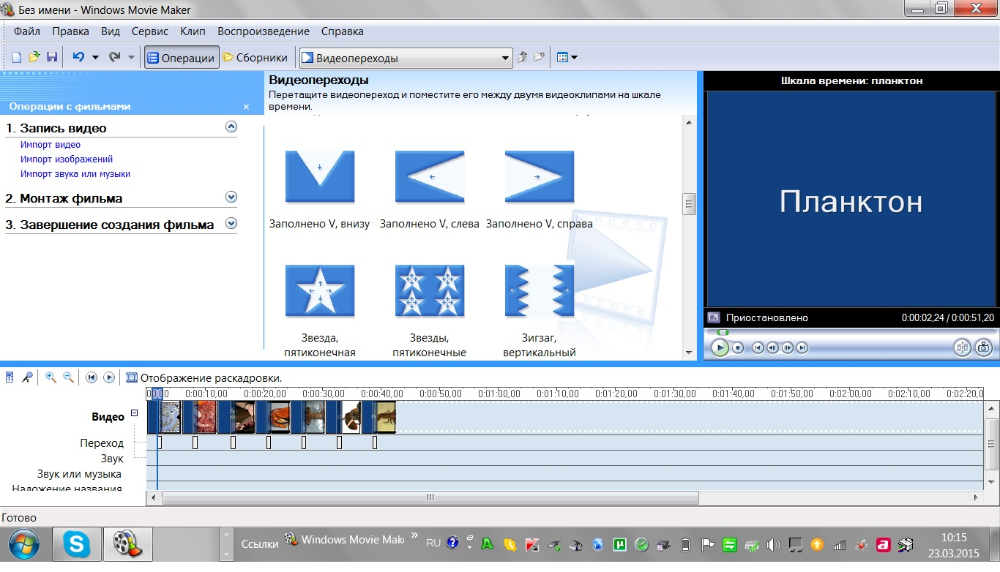 Без имени - Windows Movie Maker
Файл Правка Вид Сервис Клип Воспроизведение Справка
Операции Сборники Видеопереходы
Операции с фильмами
1. Запись видео
Импорт видео
Импорт изображений
Импорт звука или музыки
2. Монтаж фильма
3. Завершение создания фильма
Видеопереходы
Перетащите видеопереход и поместите его между двумя видеоклипами на шкале
времени.
Заполнено V, внизу Заполнено V, слева Заполнено V, справа
Звезда,
пятиконечная
Звезды,
пятиконечные
Зигзаг,
вертикальный
Шкала времени: планктон
Планктон
Приостановлено 0:00:02,24 / 0:00:51,20
Отображение раскадровки.
0:00:10,00 0:00:20,00 0:00:30,00 0:00:40,00 0:00:50,00 0:01:00,00 0:01:10,00 0:01:20,00 0:01:30,00 0:01:40,00 0:01:50,00 0:02:00,00 0:02:10,00 0:02:20,0
Видео
Переход
Звук
Звук или музыка
Наложение названия
Готово
Ссылки Windows Movie Mak » RU 10:15
23.03.2015